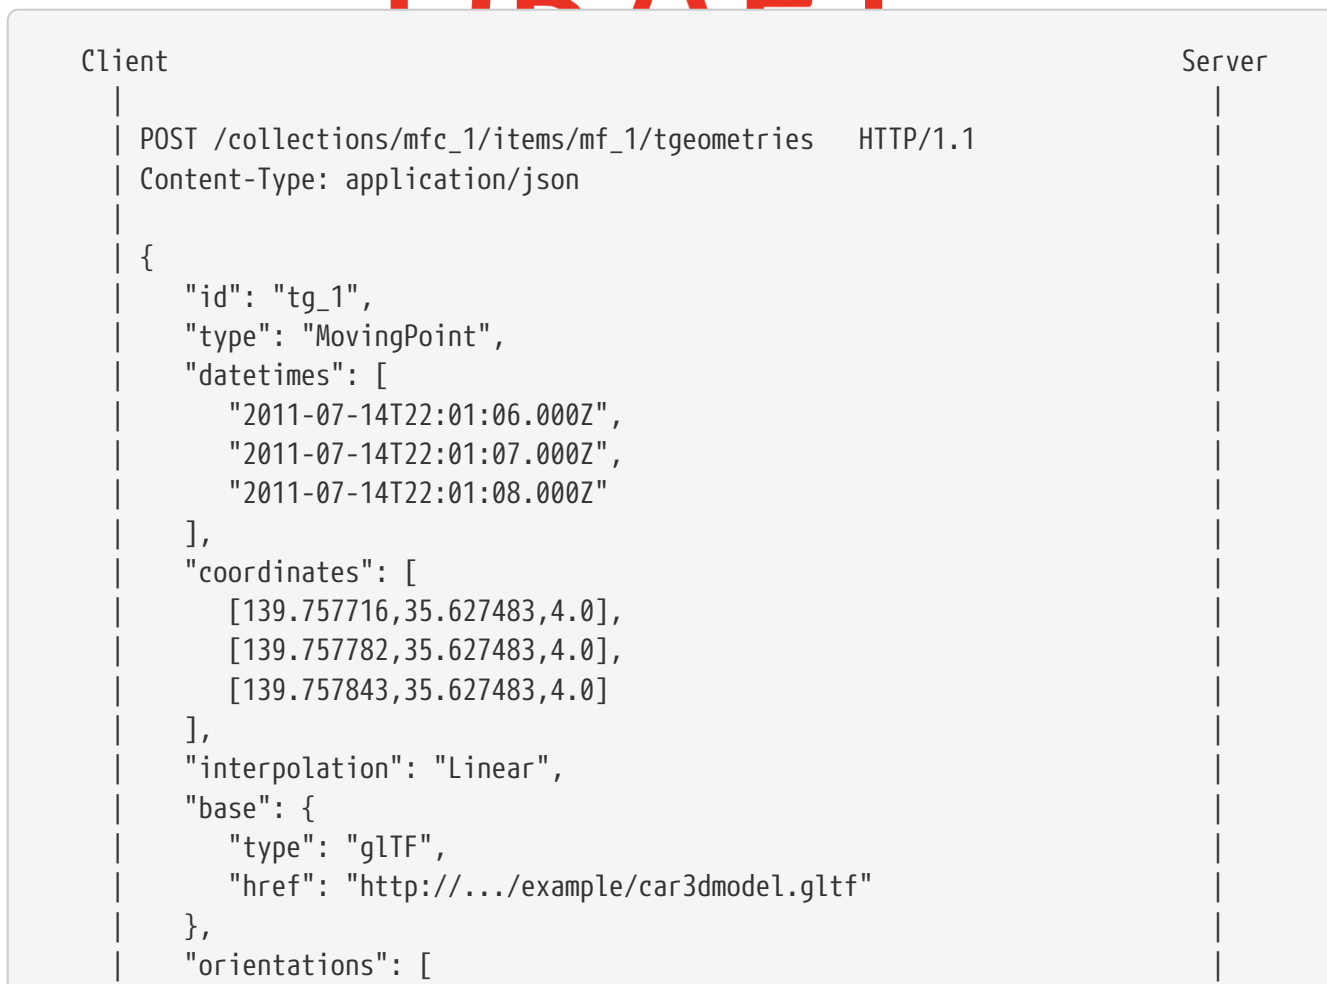 Client Server
| |
| POST /collections/mfc_1/items/mf_1/tgeometries HTTP/1.1 |
| Content-Type: application/json |
| |
| { |
| "id": "tg_1", |
| "type": "MovingPoint", |
| "datetimes": [ |
| "2011-07-14T22:01:06.000Z", |
| "2011-07-14T22:01:07.000Z", |
| "2011-07-14T22:01:08.000Z" |
| ], |
| "coordinates": [ |
| [139.757716,35.627483,4.0], |
| [139.757782,35.627483,4.0], |
| [139.757843,35.627483,4.0] |
| ], |
| "interpolation": "Linear", |
| "base": { |
| "type": "glTF", |
| "href": "http://.../example/car3dmodel.gltf" |
| }, |
| "orientations": [ |